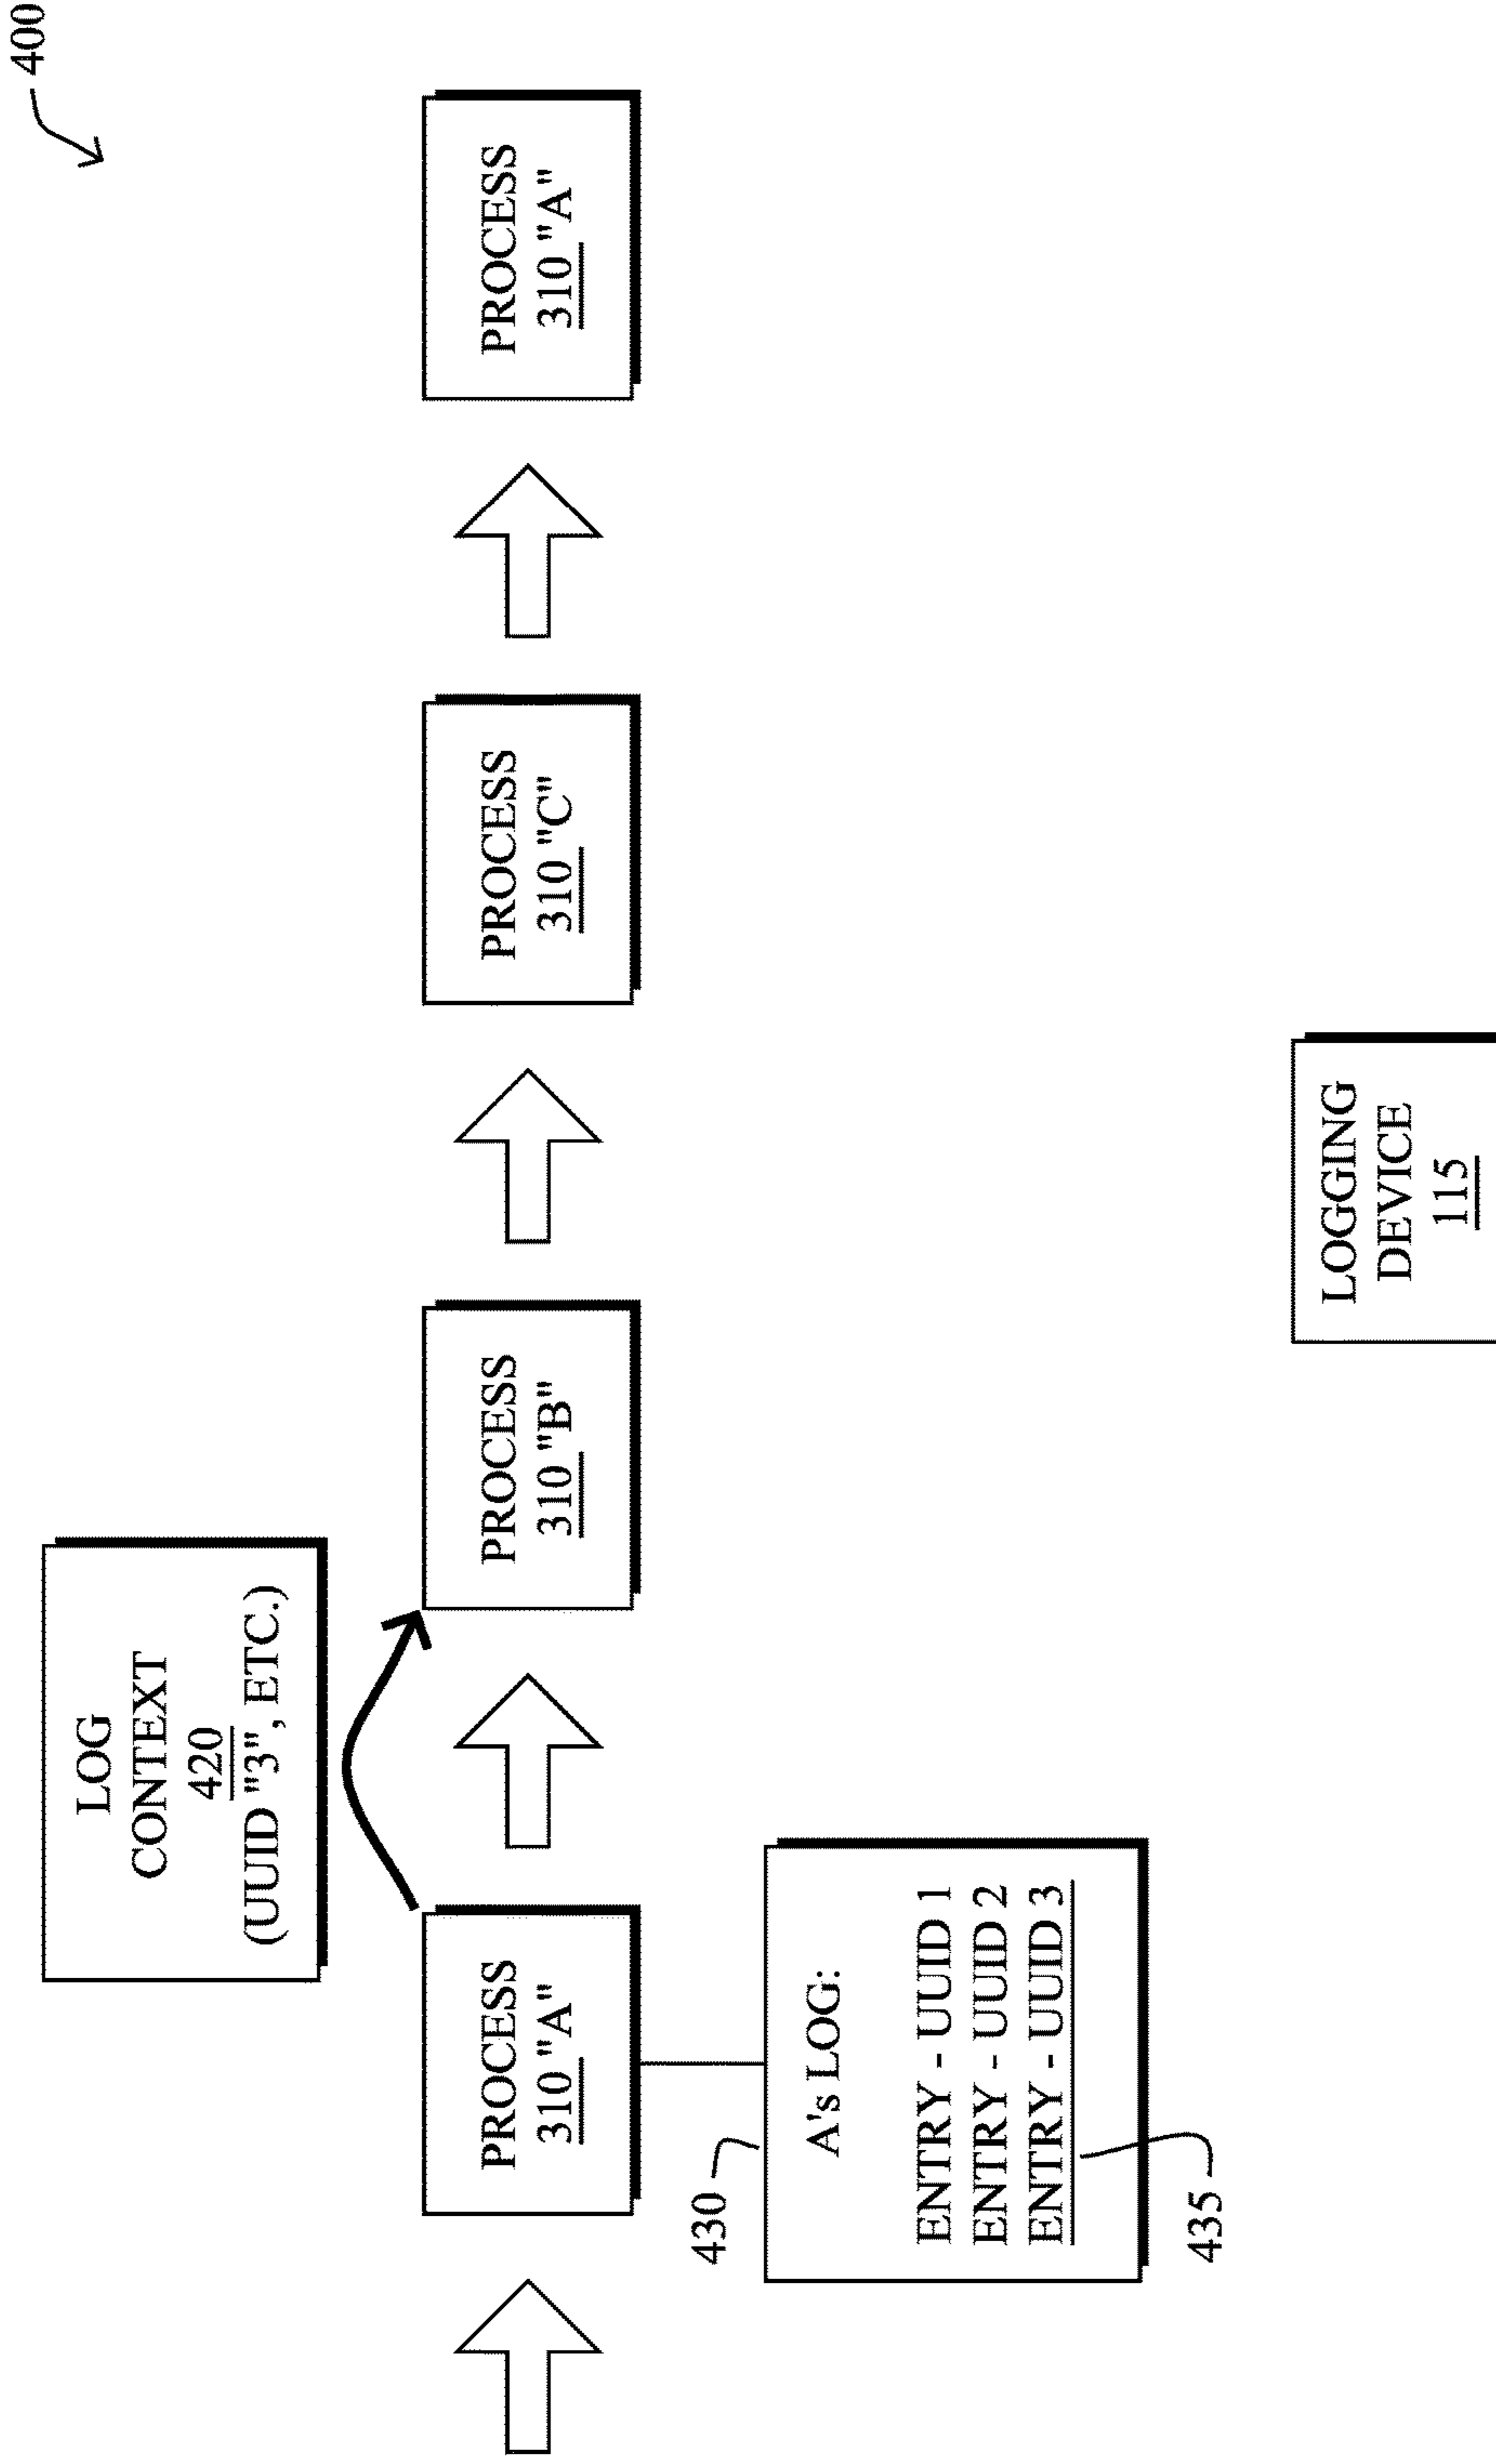 400
LOG
CONTEXT
420
(UUID "3", ETC.)
PROCESS
310 "A"
PROCESS
310 "B"
PROCESS
310 "C"
PROCESS
310 "A"
430
A's LOG:
ENTRY - UUID 1
ENTRY - UUID 2
ENTRY - UUID 3
435
LOGGING
DEVICE
115